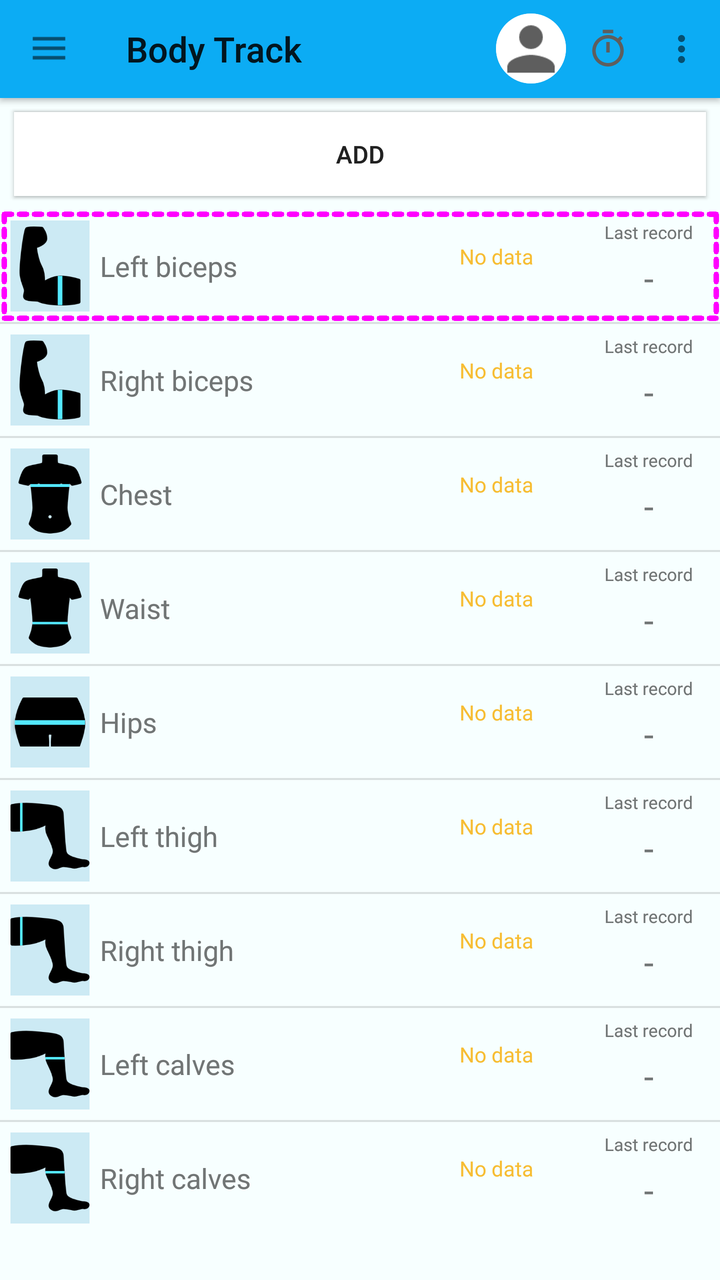 Body Track
ADD
Left biceps
No data
Last record
-
Right biceps
No data
Last record
-
Chest
No data
Last record
-
Waist
No data
Last record
-
Hips
No data
Last record
-
Left thigh
No data
Last record
-
Right thigh
No data
Last record
-
Left calves
No data
Last record
-
Right calves
No data
Last record
-